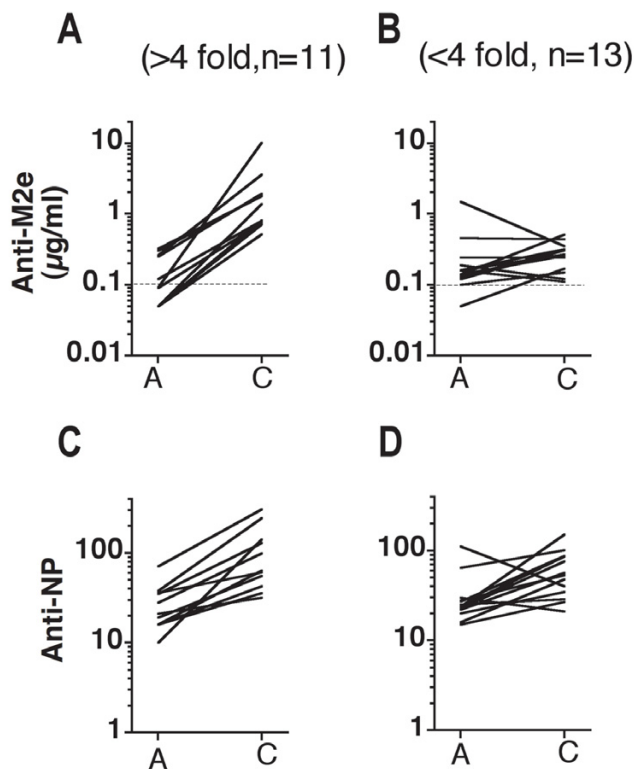 A
B
(>4 fold,n=11)
(<4 fold, n=13)
Anti-M2e
(µg/ml)
10
1
0.1
0.01
A
C
10
1
0.1
0.01
A
C
C
D
Anti-NP
100
10
1
A
C
100
10
1
A
C